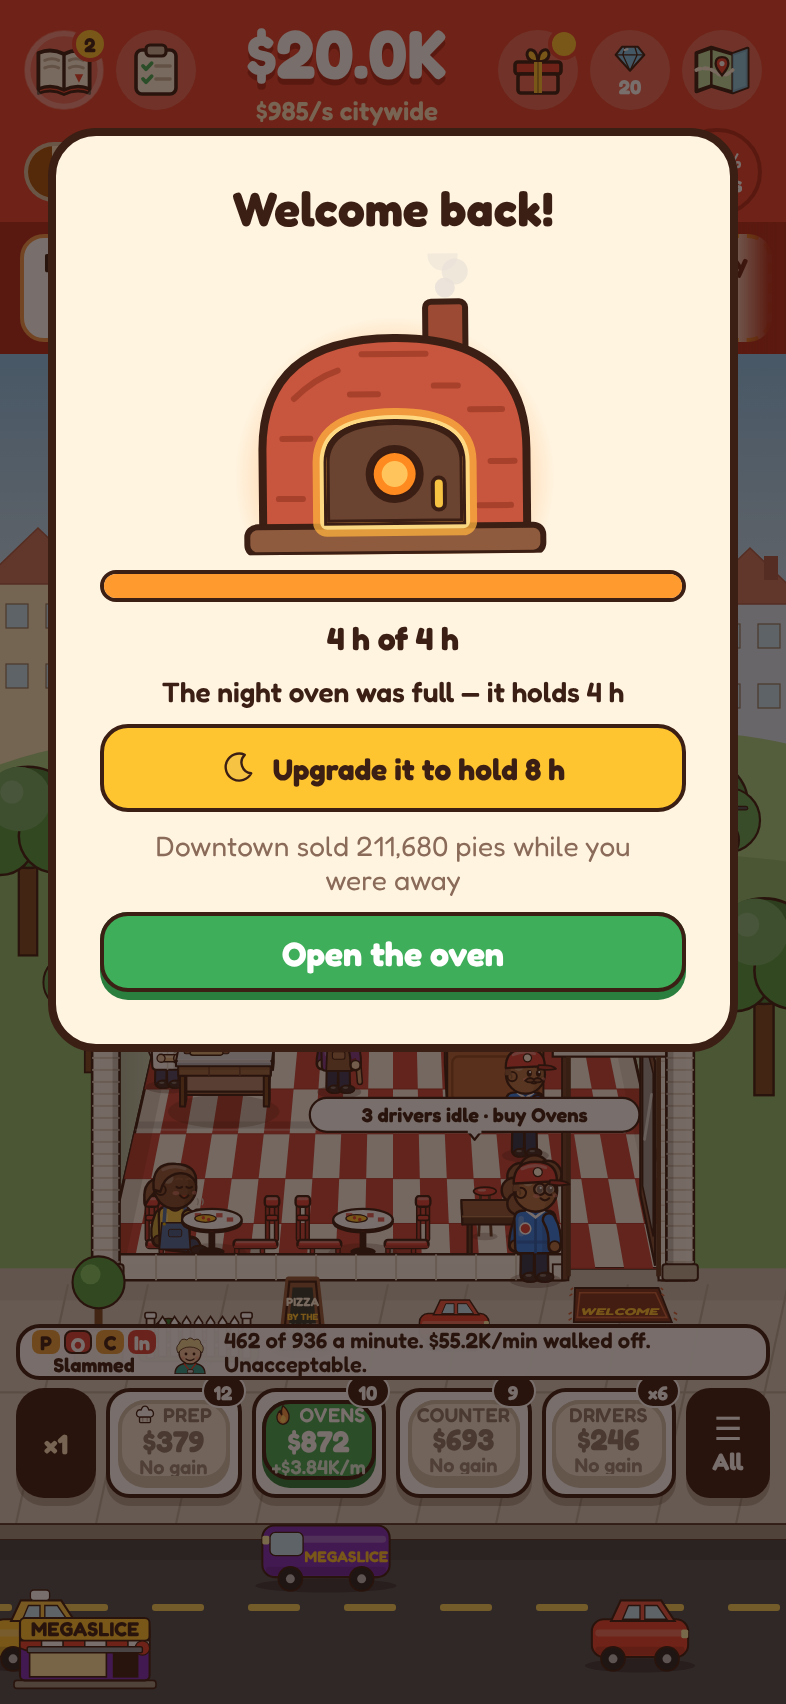 2
$20.0K
$985/s citywide
20
Welcome back!
4 h of 4 h
The night oven was full — it holds 4 h
Upgrade it to hold 8 h
Downtown sold 211,680 pies while you
were away
Open the oven
3 drivers idle · buy Ovens
PIZZA
BY THE
WELCOME
P O C In
Slammed
462 of 936 a minute. $55.2K/min walked off.
Unacceptable.
x1
12
PREP
$379
No gain
10
OVENS
$872
+$3.84K/m
9
COUNTER
$693
No gain
x6
DRIVERS
$246
No gain
All
MEGASLICE
MEGASLICE